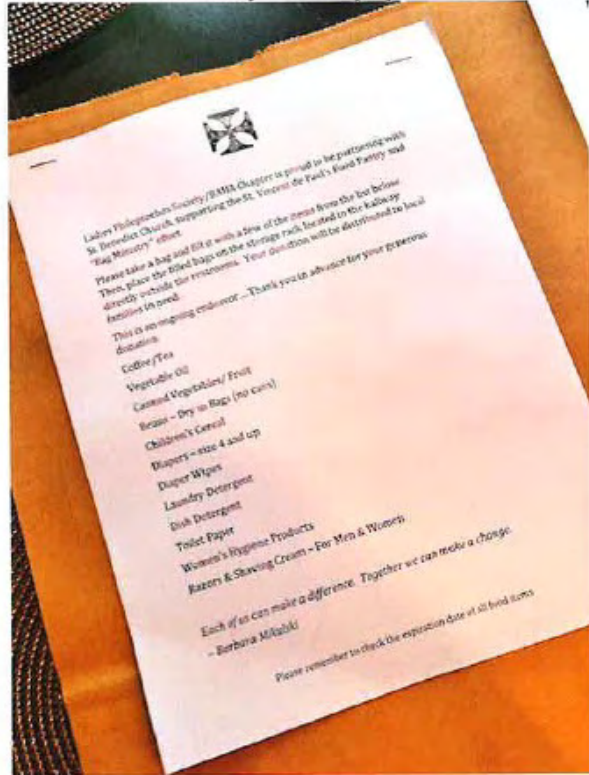 Ladies Philoptochos Society/BAMA Chapter is proud to be partnering with
St. Benedict Church, supporting the St. Vincent de Paul's Food Pantry and
"Bag Ministry" effort.
Please take a bag and fill it with a few of the items from the list below
Then, place the filled bags on the storage rack located in the hallway
directly outside the restrooms. Your donation will be distributed to local
families in need.
This is an ongoing endeavor ...Thank you in advance for your generous
donation.
Coffee/Tea
Vegetable Oil
Canned Vegetables/ Fruit
Beans – Dry in Bags (no cans)
Children's Cereal
Diapers – size 4 and up
Diaper Wipes
Laundry Detergent
Dish Detergent
Toilet Paper
Women's Hygiene Products
Razors & Shaving Cream – For Men & Women
Each of us can make a difference. Together we can make a change.
– Barbara Mikulski
Please remember to check the expiration date of all food items